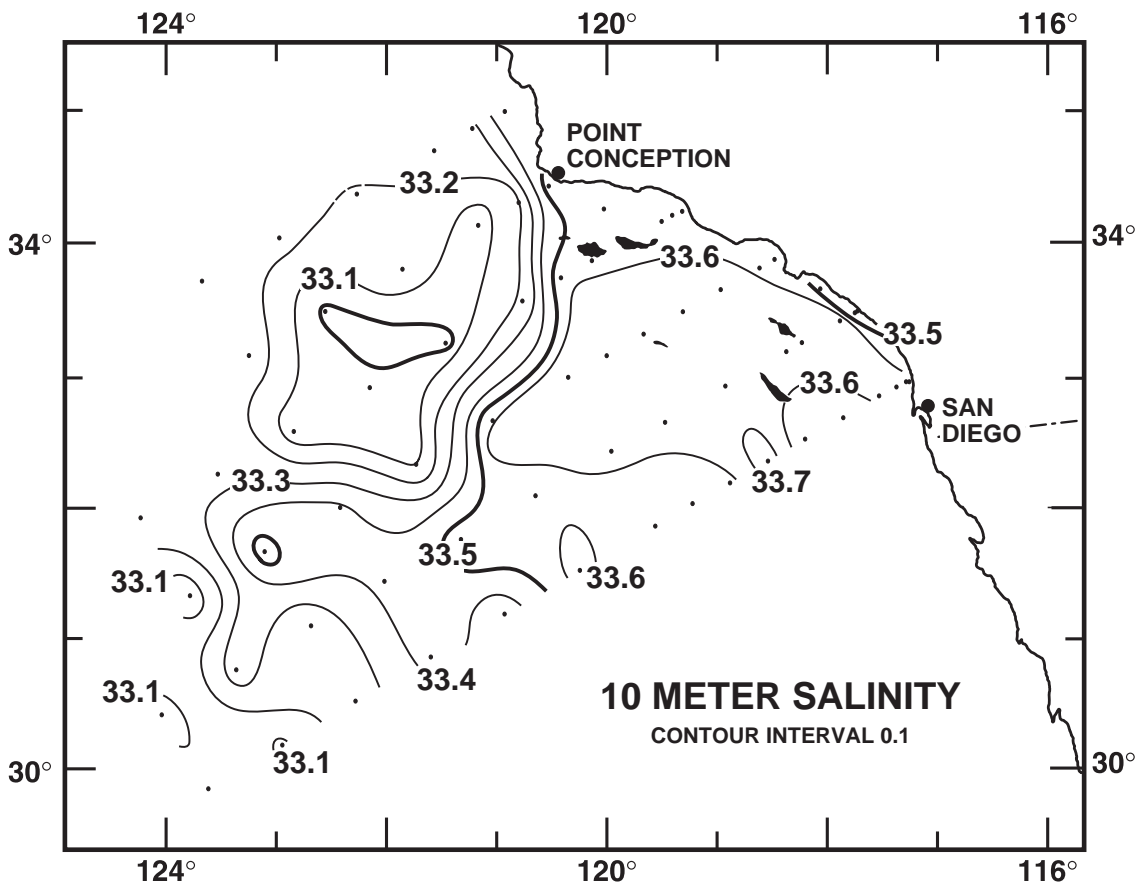 124° 120° 116°
POINT
CONCEPTION
33.2
34° 34°
33.6
33.1
33.5
33.6
SAN
DIEGO
33.3 33.7
33.5
33.1 33.6
33.4
33.1 10 METER SALINITY
CONTOUR INTERVAL 0.1
33.1
30° 30°
124° 120° 116°